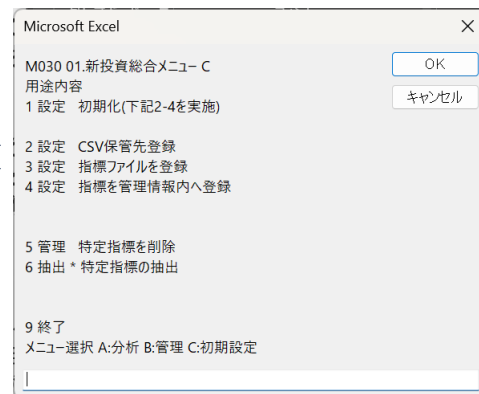 Microsoft Excel
M030 01.新投資総合メニュー C
用途内容
1 設定 初期化(下記2-4を実施)
2 設定 CSV保管先登録
3 設定 指標ファイルを登録
4 設定 指標を管理情報内へ登録
5 管理 特定指標を削除
6 抽出 * 特定指標の抽出
9 終了
メニュー選択 A:分析 B:管理 C:初期設定
OK
キャンセル